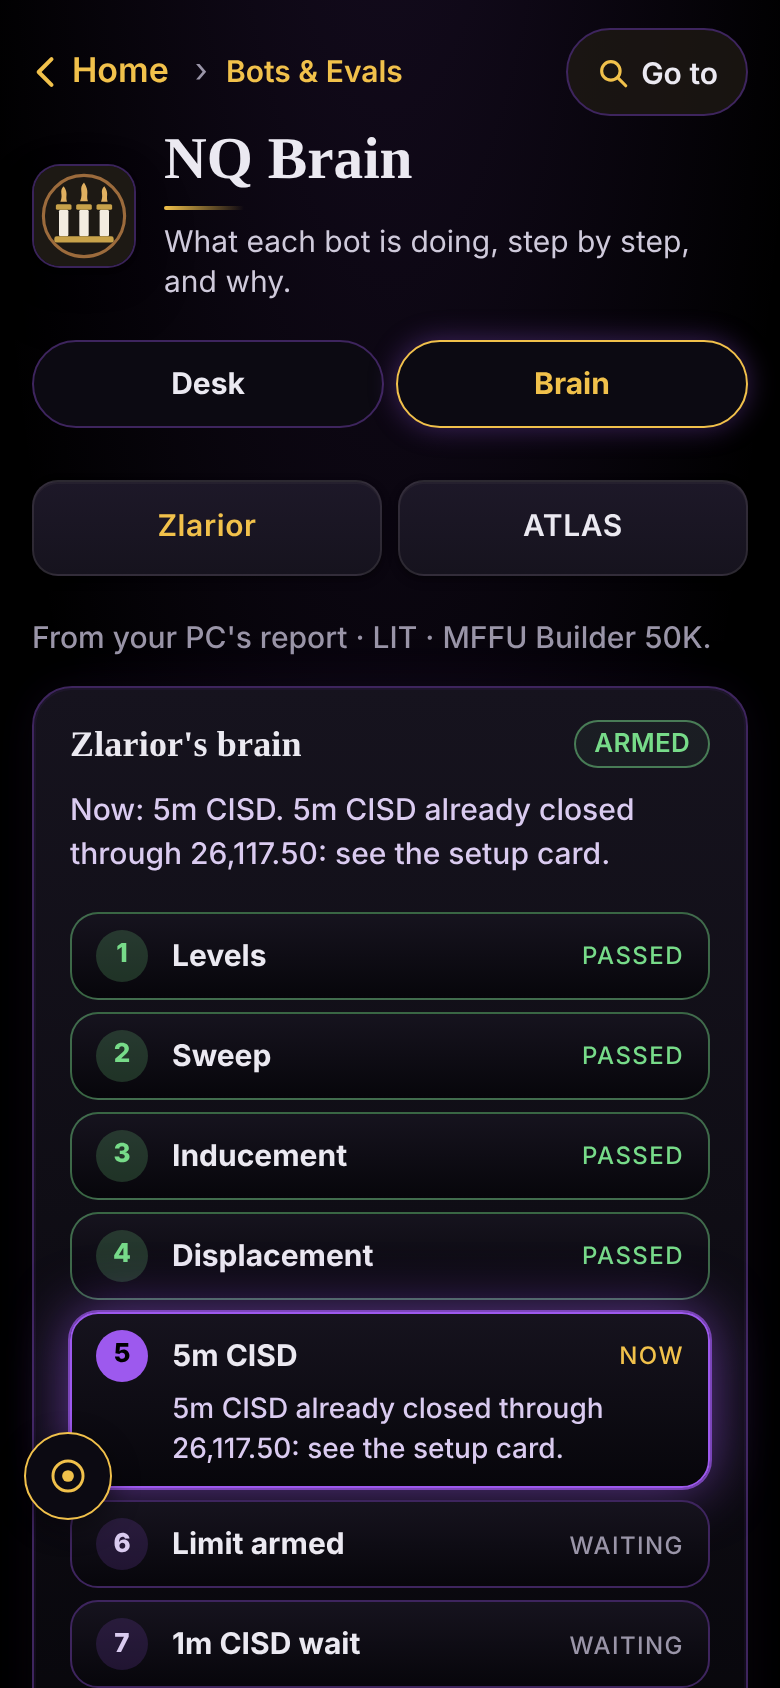 Home › Bots & Evals
Go to
NQ Brain
What each bot is doing, step by step,
and why.
Desk
Brain
Zlarior
ATLAS
From your PC's report · LIT · MFFU Builder 50K.
Zlarior's brain
ARMED
Now: 5m CISD. 5m CISD already closed
through 26,117.50: see the setup card.
1 Levels PASSED
2 Sweep PASSED
3 Inducement PASSED
4 Displacement PASSED
5 5m CISD NOW
5m CISD already closed through
26,117.50: see the setup card.
6 Limit armed WAITING
7 1m CISD wait WAITING